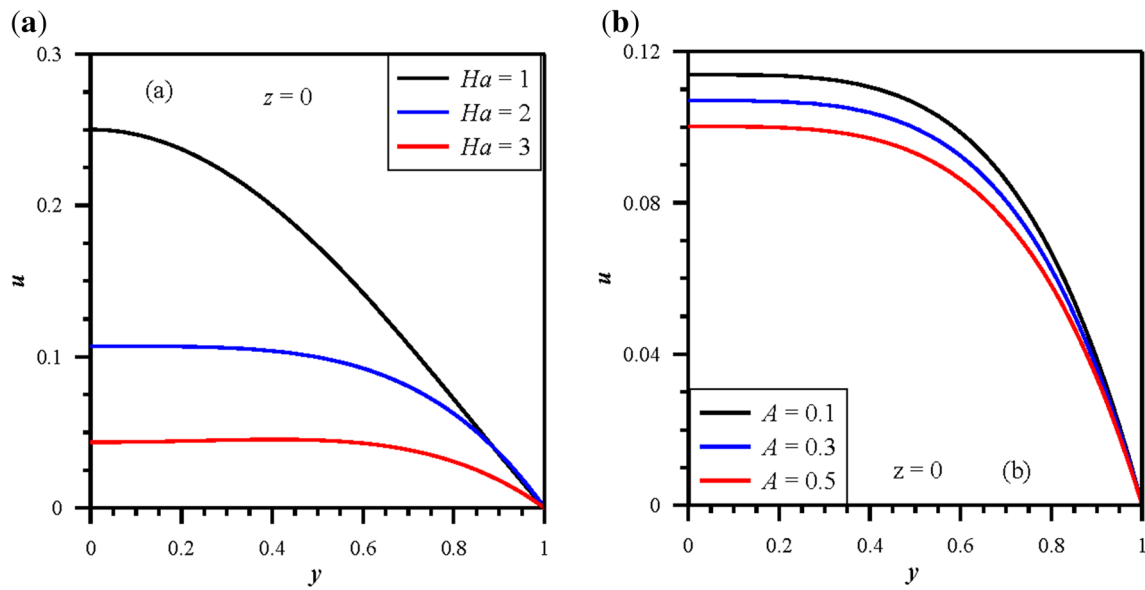 (a)
0.3
0.2
0.1
0
u
(a)
z = 0
Ha = 1
Ha = 2
Ha = 3
0 0.2 0.4 0.6 0.8 1
y
(b)
0.12
0.08
0.04
0
u
A = 0.1
A = 0.3
A = 0.5
z = 0 (b)
0 0.2 0.4 0.6 0.8 1
y